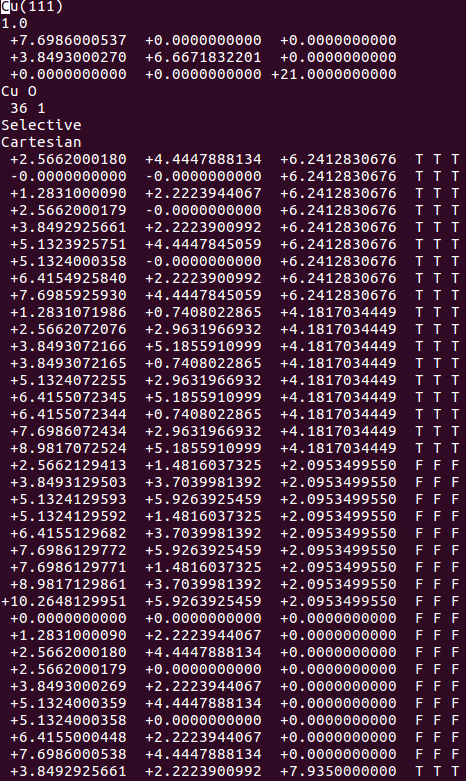 Cu(111)
1.0
+7.6986000537 +0.0000000000 +0.0000000000
+3.8493000270 +6.6671832201 +0.0000000000
+0.0000000000 +0.0000000000 +21.0000000000
Cu O
36 1
Selective
Cartesian
+2.5662000180 +4.4447888134 +6.2412830676 T T T
-0.0000000000 -0.0000000000 +6.2412830676 T T T
+1.2831000090 +2.2223944067 +6.2412830676 T T T
+2.5662000179 -0.0000000000 +6.2412830676 T T T
+3.8492925661 +2.2223900992 +6.2412830676 T T T
+5.1323925751 +4.4447845059 +6.2412830676 T T T
+5.1324000358 -0.0000000000 +6.2412830676 T T T
+6.4154925840 +2.2223900992 +6.2412830676 T T T
+7.6985925930 +4.4447845059 +6.2412830676 T T T
+1.2831071986 +0.7408022865 +4.1817034449 T T T
+2.5662072076 +2.9631966932 +4.1817034449 T T T
+3.8493072166 +5.1855910999 +4.1817034449 T T T
+3.8493072165 +0.7408022865 +4.1817034449 T T T
+5.1324072255 +2.9631966932 +4.1817034449 T T T
+6.4155072345 +5.1855910999 +4.1817034449 T T T
+6.4155072344 +0.7408022865 +4.1817034449 T T T
+7.6986072434 +2.9631966932 +4.1817034449 T T T
+8.9817072524 +5.1855910999 +4.1817034449 T T T
+2.5662129413 +1.4816037325 +2.0953499550 F F F
+3.8493129503 +3.7039981392 +2.0953499550 F F F
+5.1324129593 +5.9263925459 +2.0953499550 F F F
+5.1324129592 +1.4816037325 +2.0953499550 F F F
+6.4155129682 +3.7039981392 +2.0953499550 F F F
+7.6986129772 +5.9263925459 +2.0953499550 F F F
+7.6986129771 +1.4816037325 +2.0953499550 F F F
+8.9817129861 +3.7039981392 +2.0953499550 F F F
+10.2648129951 +5.9263925459 +2.0953499550 F F F
+0.0000000000 +0.0000000000 +0.0000000000 F F F
+1.2831000090 +2.2223944067 +0.0000000000 F F F
+2.5662000180 +4.4447888134 +0.0000000000 F F F
+2.5662000179 +0.0000000000 +0.0000000000 F F F
+3.8493000269 +2.2223944067 +0.0000000000 F F F
+5.1324000359 +4.4447888134 +0.0000000000 F F F
+5.1324000358 +0.0000000000 +0.0000000000 F F F
+6.4155000448 +2.2223944067 +0.0000000000 F F F
+7.6986000538 +4.4447888134 +0.0000000000 F F F
+3.8492925661 +2.2223900992 +7.9350000000 T T T